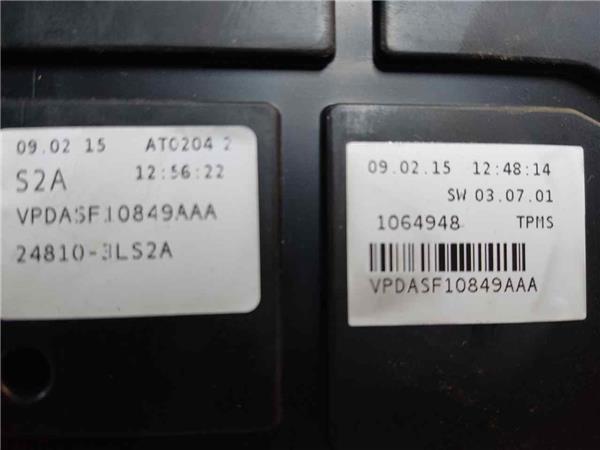 09.02 15 AT0204 2
S2A 12:56:22
VPDASF10849AAA
24810-3LS2A
09.02.15 12:48:14
SW 03.07.01
1064948 TPMS
VPDASF10849AAA